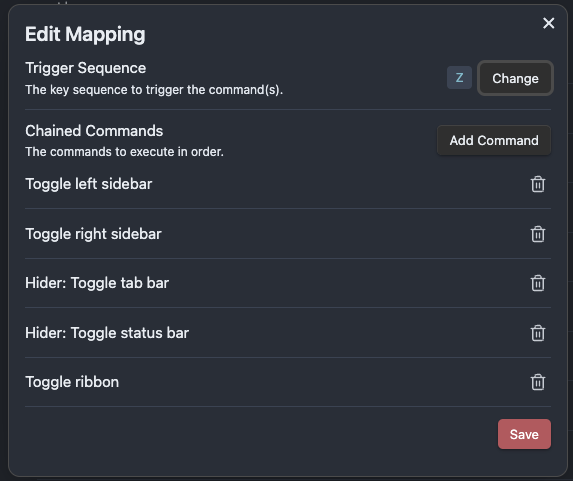 Edit Mapping
Trigger Sequence
The key sequence to trigger the command(s).
Z
Change
Chained Commands
The commands to execute in order.
Add Command
Toggle left sidebar
Toggle right sidebar
Hider: Toggle tab bar
Hider: Toggle status bar
Toggle ribbon
Save